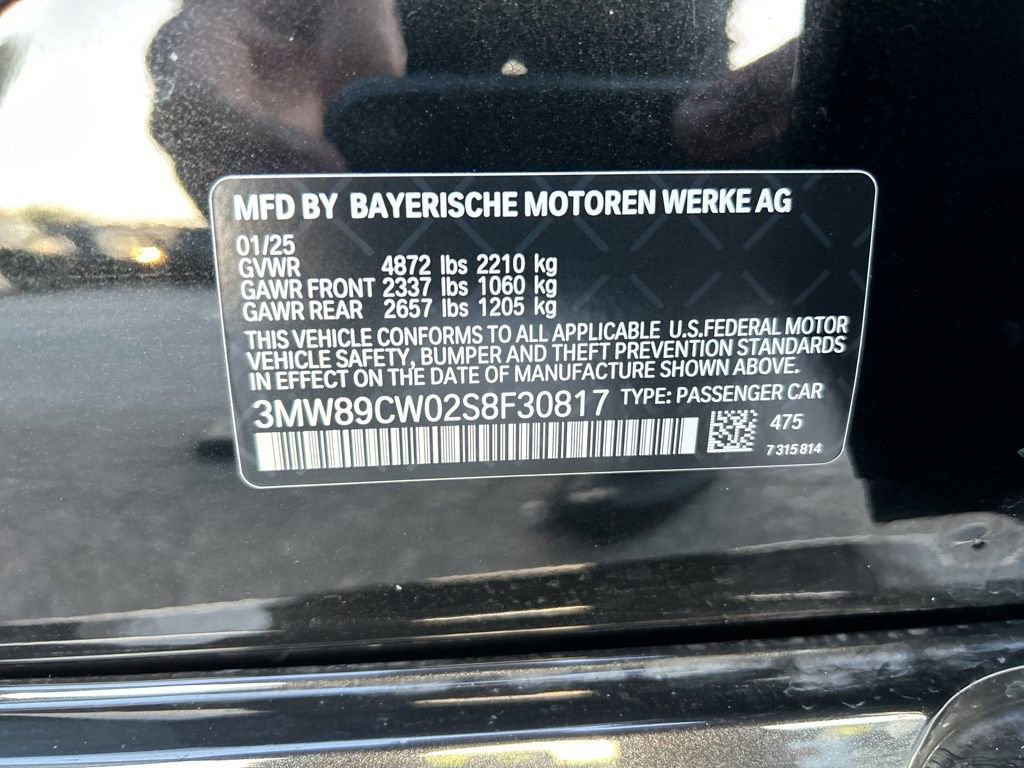 MFD BY BAYERISCHE MOTOREN WERKE AG
01/25
GVWR 4872 lbs 2210 kg
GAWR FRONT 2337 lbs 1060 kg
GAWR REAR 2657 lbs 1205 kg
THIS VEHICLE CONFORMS TO ALL APPLICABLE U.S.FEDERAL MOTOR
VEHICLE SAFETY, BUMPER AND THEFT PREVENTION STANDARDS
IN EFFECT ON THE DATE OF MANUFACTURE SHOWN ABOVE.
3MW89CW02S8F30817 TYPE: PASSENGER CAR
475
7 315 814